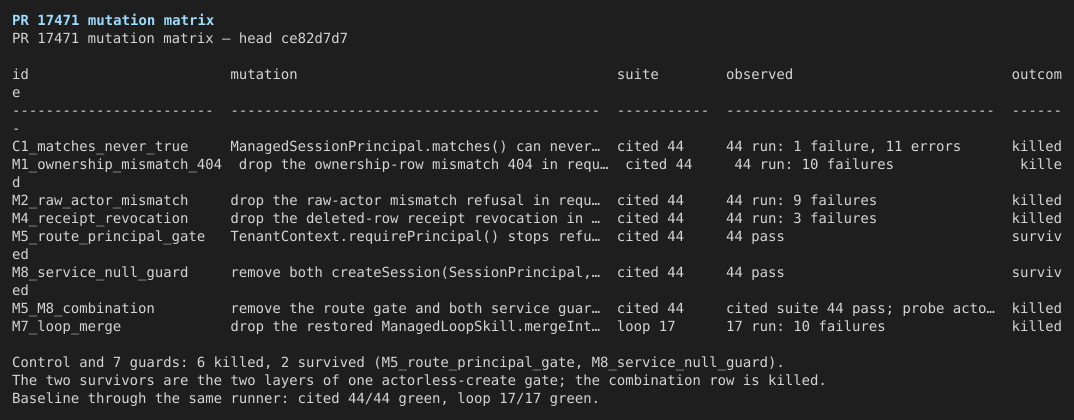 PR 17471 mutation matrix
PR 17471 mutation matrix — head ce82d7d7
id                        mutation                                      suite        observed                          outcom
e
------------------------  --------------------------------------------  -----------  --------------------------------  ------
-
C1_matches_never_true     ManagedSessionPrincipal.matches() can never…  cited 44     44 run: 1 failure, 11 errors      killed
M1_ownership_mismatch_404  drop the ownership-row mismatch 404 in requ…  cited 44     44 run: 10 failures               kille
d
M2_raw_actor_mismatch     drop the raw-actor mismatch refusal in requ…  cited 44     44 run: 9 failures                killed
M4_receipt_revocation     drop the deleted-row receipt revocation in …  cited 44     44 run: 3 failures                killed
M5_route_principal_gate   TenantContext.requirePrincipal() stops refu…  cited 44     44 pass                           surviv
ed
M8_service_null_guard     remove both createSession(SessionPrincipal,…  cited 44     44 pass                           surviv
ed
M5_M8_combination         remove the route gate and both service guar…  cited 44     cited suite 44 pass; probe acto…  killed
M7_loop_merge             drop the restored ManagedLoopSkill.mergeInt…  loop 17      17 run: 10 failures               killed
Control and 7 guards: 6 killed, 2 survived (M5_route_principal_gate, M8_service_null_guard).
The two survivors are the two layers of one actorless-create gate; the combination row is killed.
Baseline through the same runner: cited 44/44 green, loop 17/17 green.